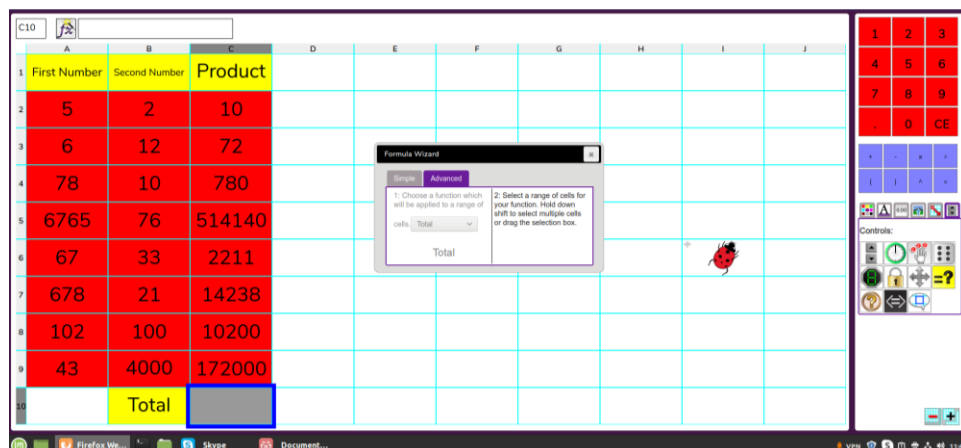 C10
A B C D E F G H I J
1 First Number Second Number Product
2 5 2 10
3 6 12 72
4 78 10 780
5 6765 76 514140
6 67 33 2211
7 678 21 14238
8 102 100 10200
9 43 4000 172000
10 Total
Formula Wizard
Simple Advanced
1: Choose a function which
will be applied to a range of
cells. Total
Total
2: Select a range of cells for
your function. Hold down
shift to select multiple cells
or drag the selection box.
1 2 3
4 5 6
7 8 9
. 0 CE
Controls:
=?
Firefox We... Skype Document...
VPN